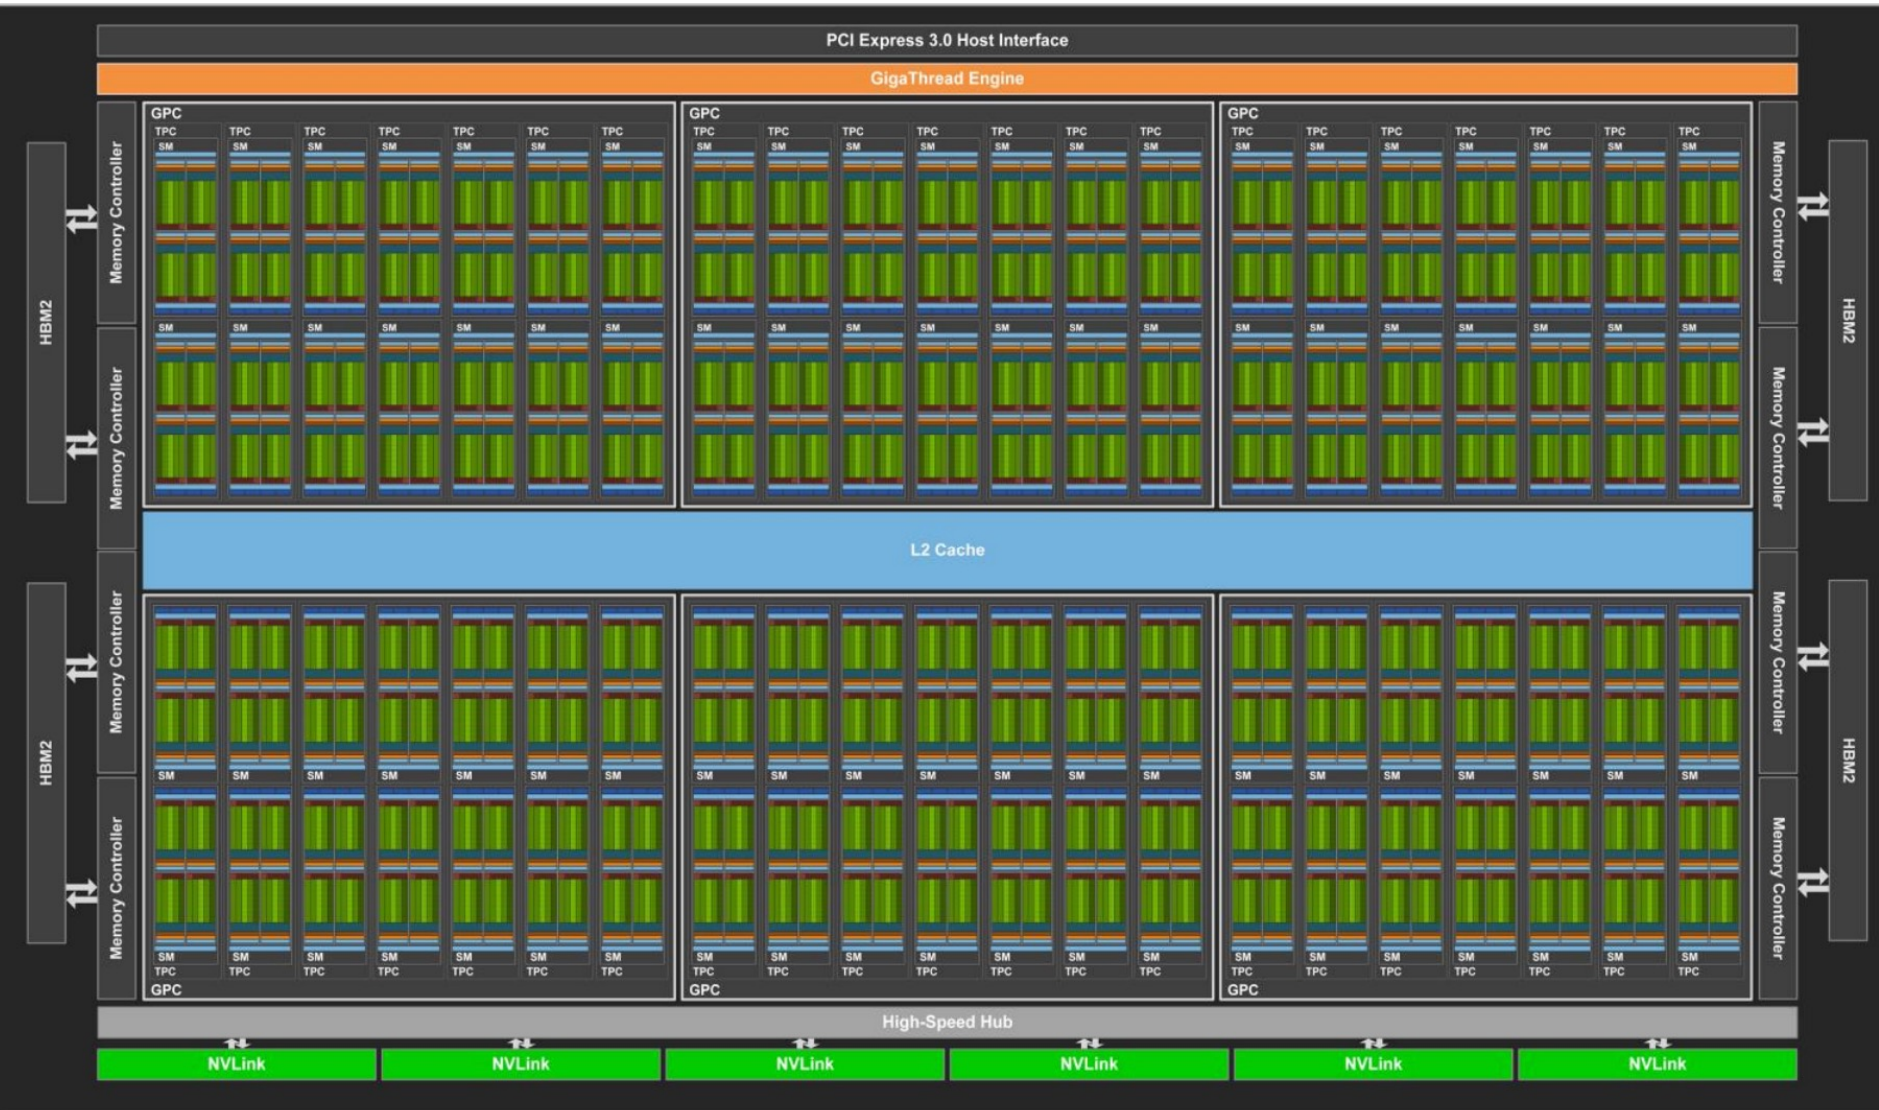 PCI Express 3.0 Host Interface
GigaThread Engine
GPC GPC GPC
TPC TPC TPC TPC TPC TPC TPC TPC TPC TPC TPC TPC TPC TPC TPC TPC TPC TPC TPC TPC TPC
SM SM SM SM SM SM SM SM SM SM SM SM SM SM SM SM SM SM SM SM SM
Memory Controller
Memory Controller
HBM2
HBM2
SM SM SM SM SM SM SM SM SM SM SM SM SM SM SM SM SM SM SM SM SM
Memory Controller
Memory Controller
L2 Cache
Memory Controller
Memory Controller
HBM2
HBM2
SM SM SM SM SM SM SM SM SM SM SM SM SM SM SM SM SM SM SM SM SM
Memory Controller
Memory Controller
SM SM SM SM SM SM SM SM SM SM SM SM SM SM SM SM SM SM SM SM SM
TPC TPC TPC TPC TPC TPC TPC TPC TPC TPC TPC TPC TPC TPC TPC TPC TPC TPC TPC TPC TPC
GPC GPC GPC
High-Speed Hub
NVLink NVLink NVLink NVLink NVLink NVLink